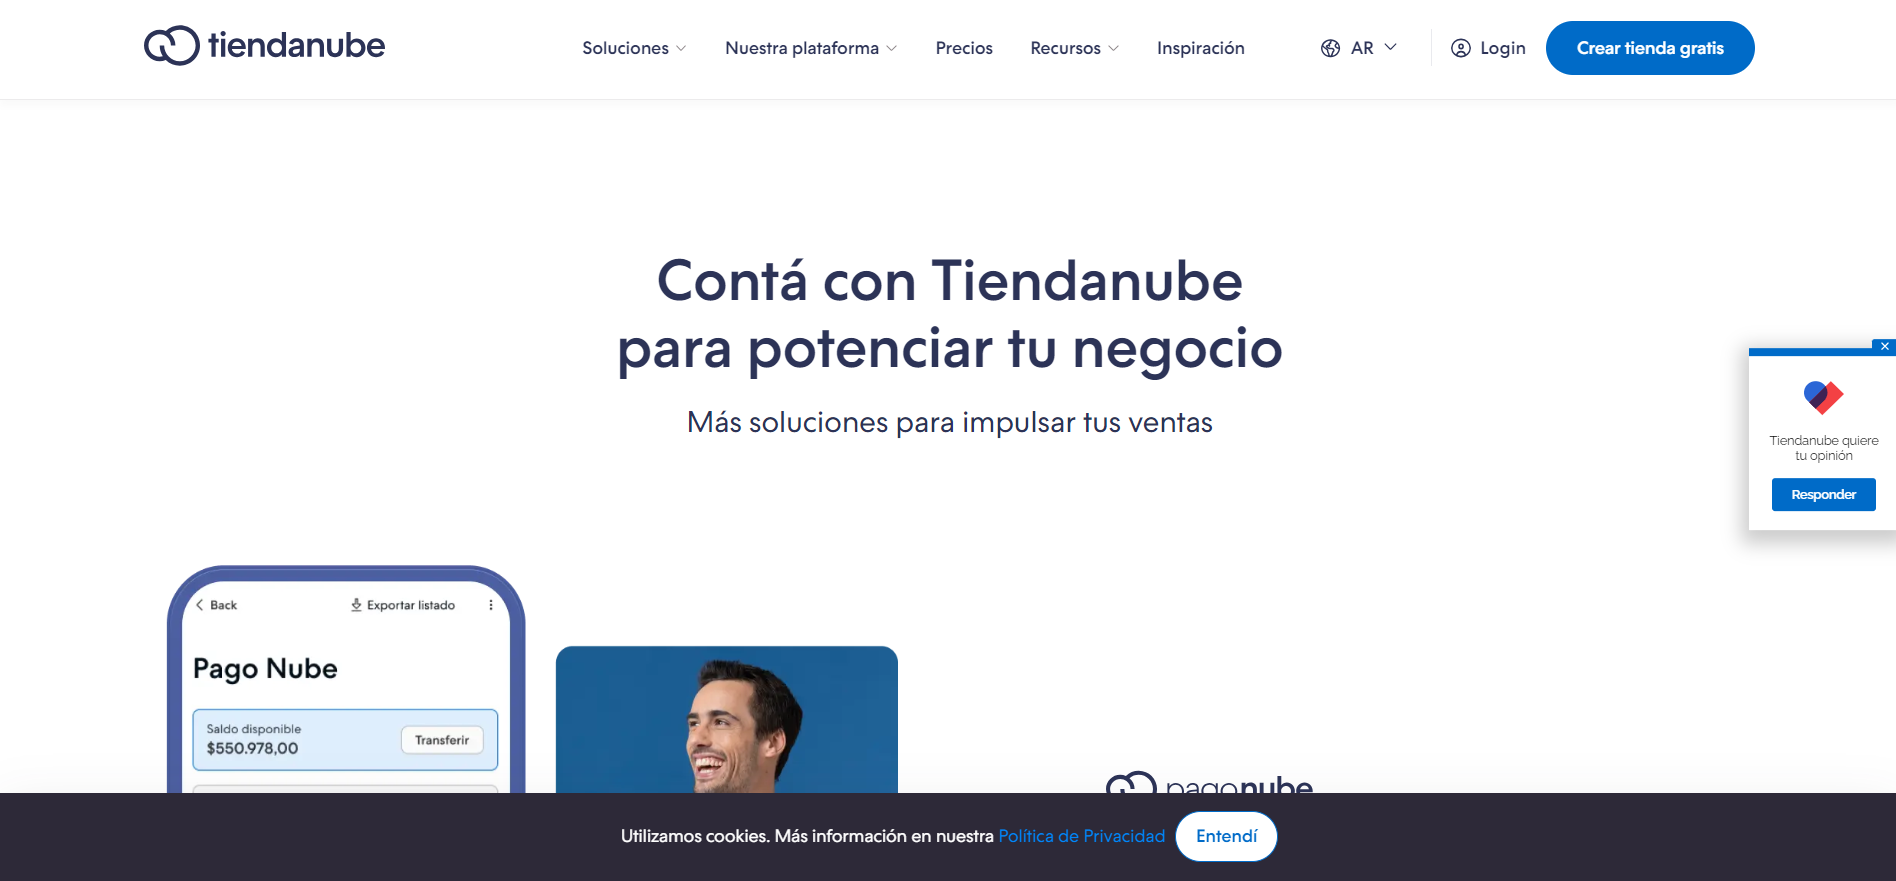 tiendanube
Soluciones
Nuestra plataforma
Precios
Recursos
Inspiración
AR
Login
Crear tienda gratis
Contá con Tiendanube
para potenciar tu negocio
Más soluciones para impulsar tus ventas
Tiendanube quiere
tu opinión
Responder
Back
Exportar listado
Pago Nube
Saldo disponible
$550.978,00
Transferir
pagonube
Utilizamos cookies. Más información en nuestra Política de Privacidad
Entendí